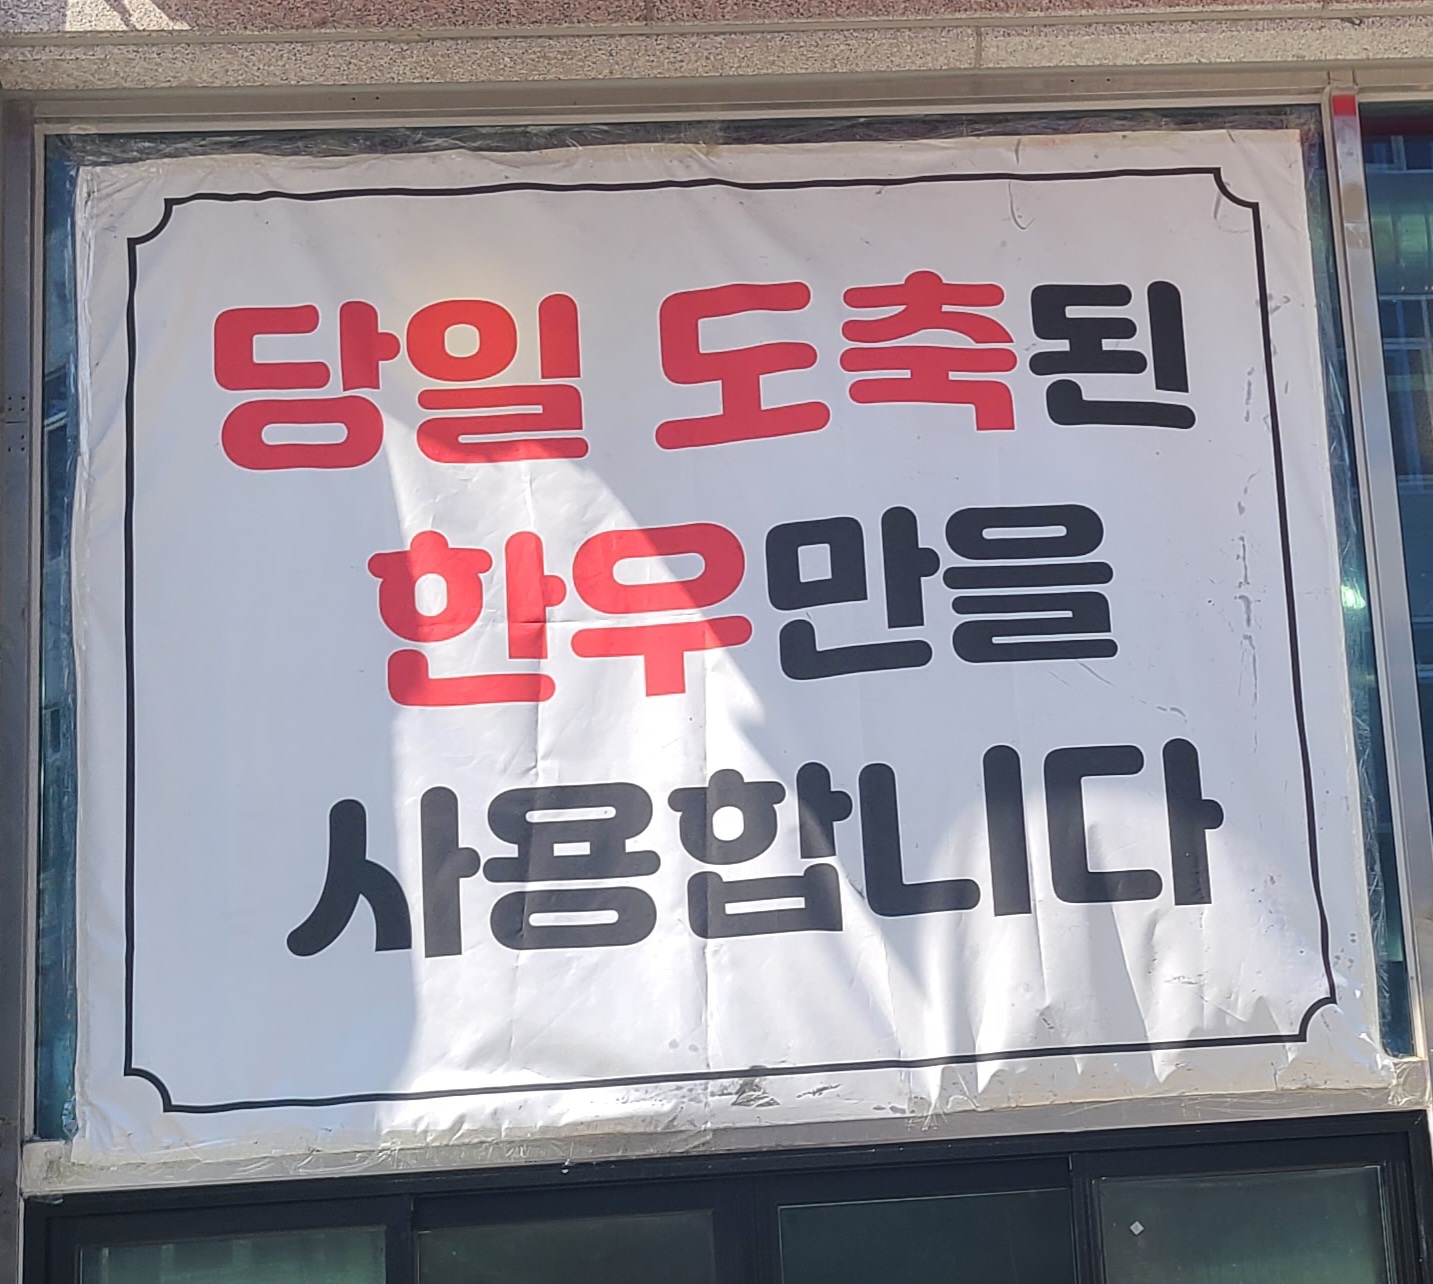 당일 도축된
한우만을
사용합니다